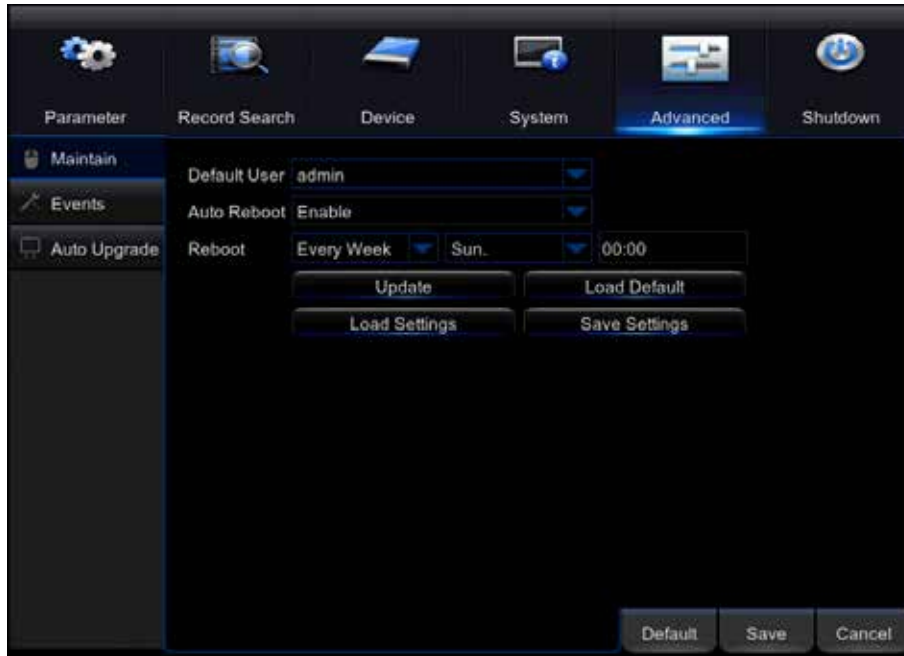 Parameter Record Search Device System Advanced Shutdown
Maintain
Events
Auto Upgrade
Default User admin
Auto Reboot Enable
Reboot Every Week Sun. 00:00
Update Load Default
Load Settings Save Settings
Default Save Cancel